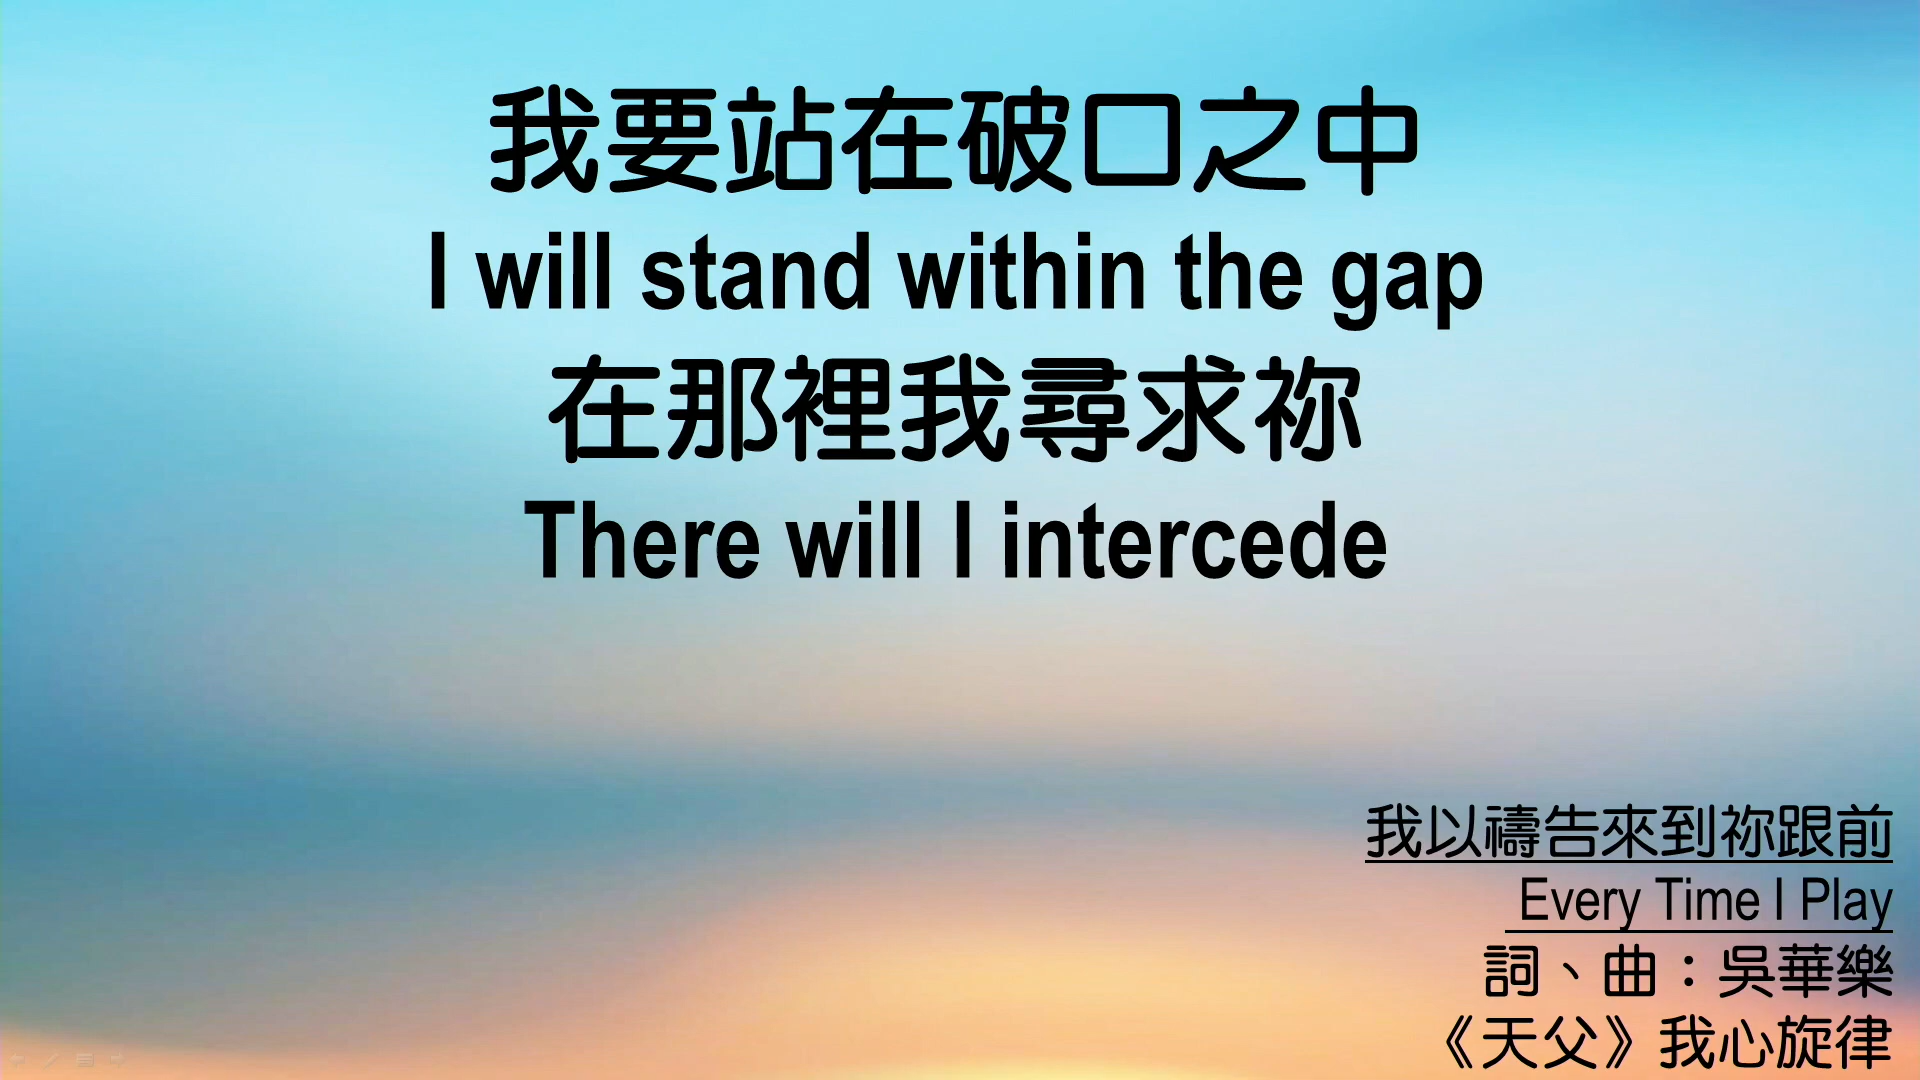 我要站在破口之中
I will stand within the gap
在那裡我尋求祢
There will I intercede
我以禱告來到祢跟前
Every Time I Play
詞、曲：吳華樂
《天父》我心旋律